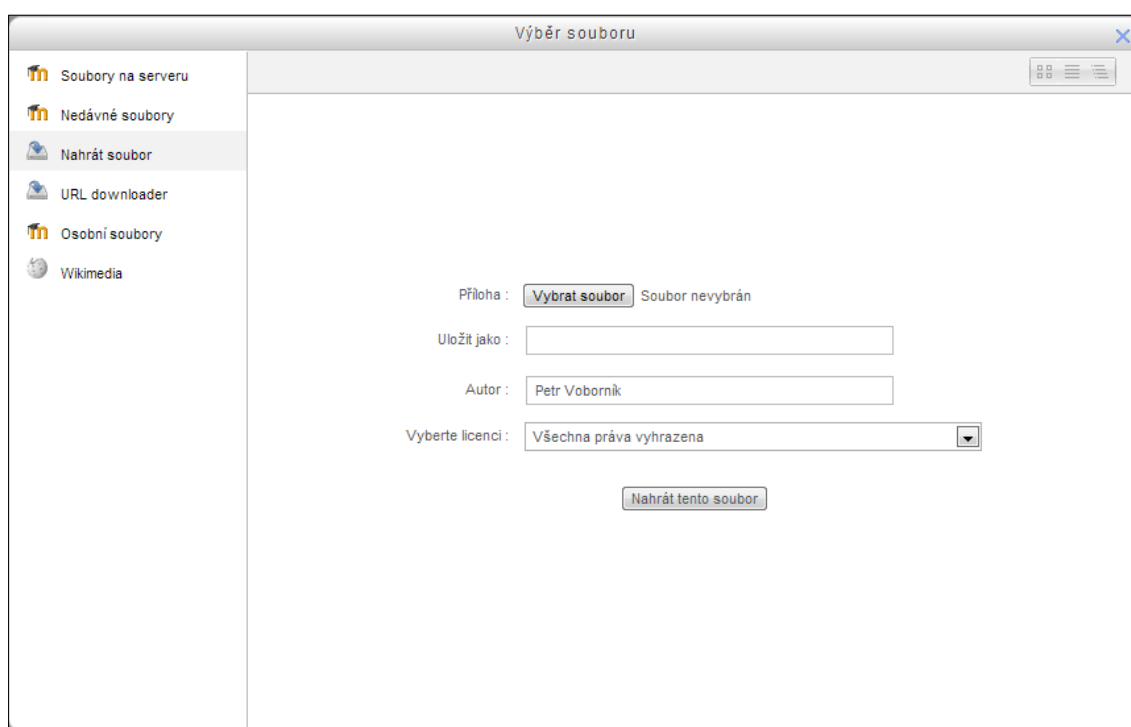 Výběr souboru
Soubory na serveru
Nedávné soubory
Nahrát soubor
URL downloader
Osobní soubory
Wikimedia
Příloha : Vybrat soubor Soubor nevybrán
Uložit jako :
Autor : Petr Voborník
Vyberte licenci : Všechna práva vyhrazena
Nahrát tento soubor